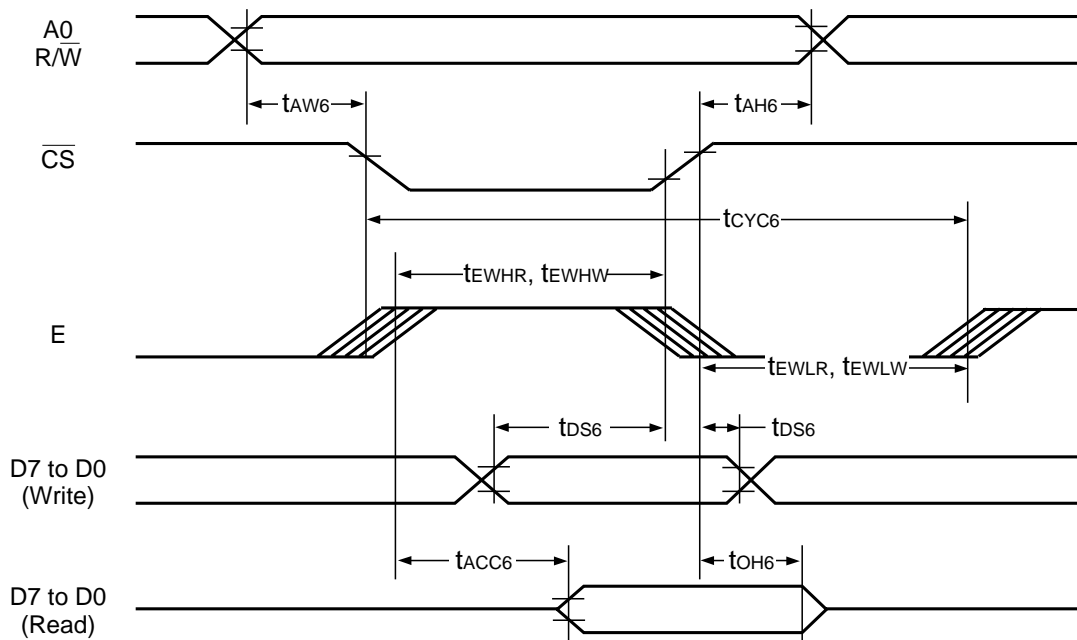 A0
R/W̅
tAW6
tAH6
C̅S̅
tCYC6
tEWHR, tEWHW
E
tEWLR, tEWLW
tDS6
tDS6
D7 to D0
(Write)
tACC6
tOH6
D7 to D0
(Read)